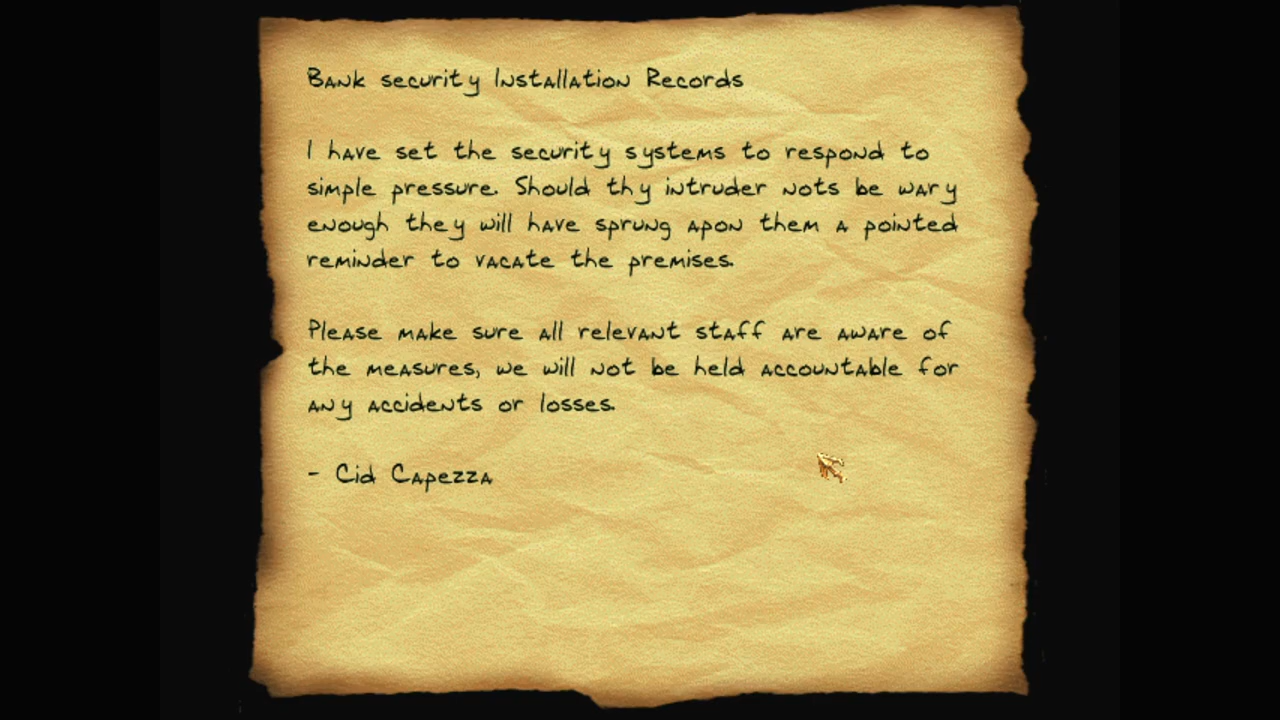 Bank security Installation Records
I have set the security systems to respond to
simple pressure. Should thy intruder nots be wary
enough they will have sprung apon them a pointed
reminder to vacate the premises.
Please make sure all relevant staff are aware of
the measures, we will not be held accountable for
any accidents or losses.
- Cid Capezza